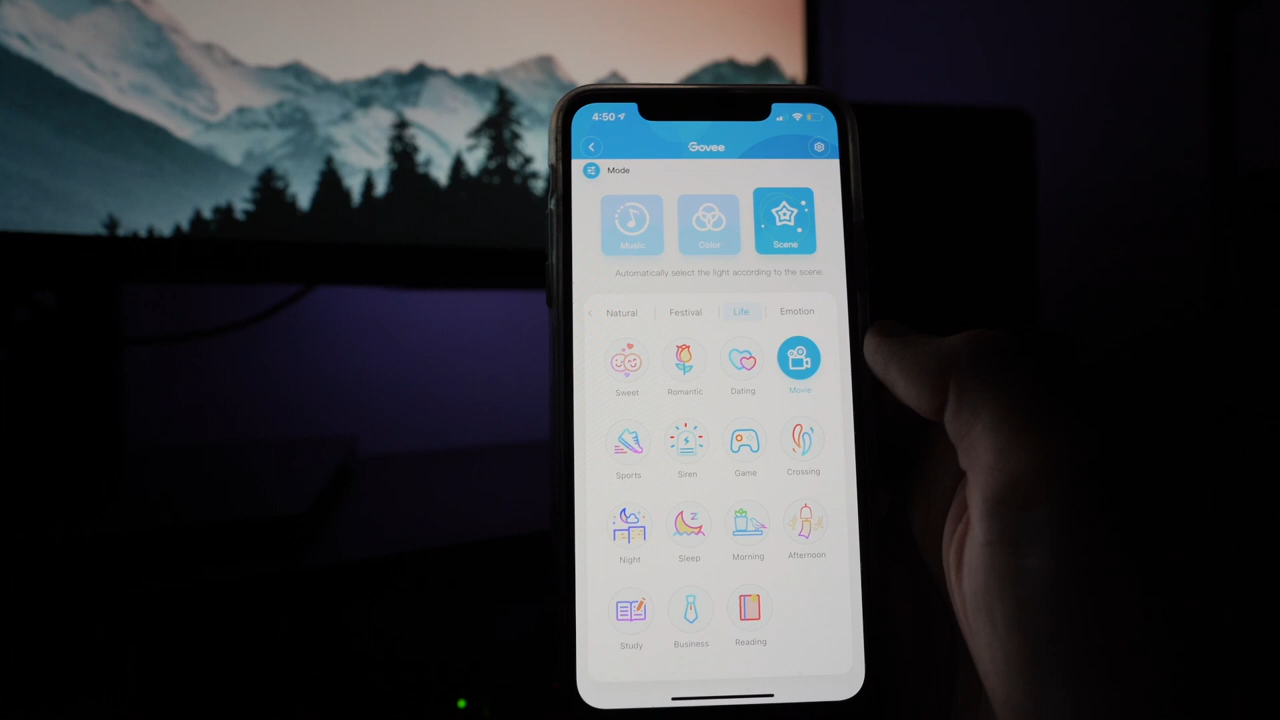 4:50
Govee
Mode
Music Color Scene
Automatically select the light according to the scene.
Natural Festival Life Emotion
Sweet Romantic Dating Movie
Sports Siren Game Crossing
Night Sleep Morning Afternoon
Study Business Reading